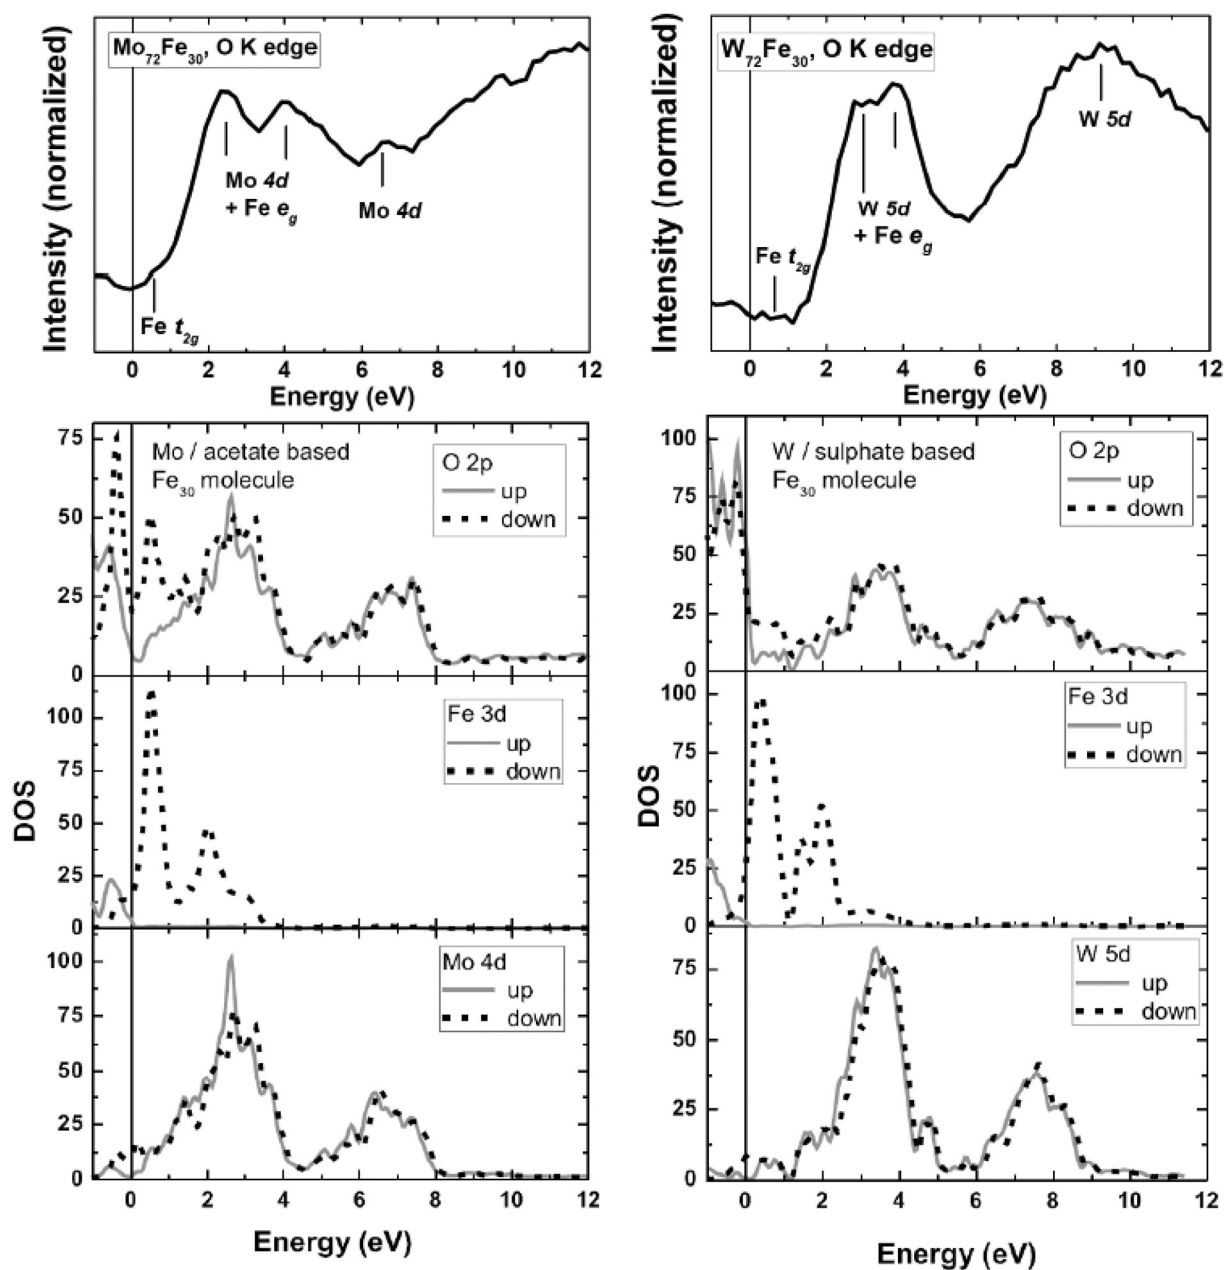 Mo72Fe30, O K edge
Intensity (normalized)
Mo 4d
+ Fe eg
Mo 4d
Fe t2g
0 2 4 6 8 10 12
Energy (eV)
W72Fe30, O K edge
Intensity (normalized)
W 5d
W 5d
+ Fe eg
Fe t2g
0 2 4 6 8 10 12
Energy (eV)
Mo / acetate based
Fe30 molecule
O 2p
up
down
75
50
25
0
Fe 3d
up
down
100
75
50
25
0
DOS
Mo 4d
up
down
100
75
50
25
0
0 2 4 6 8 10 12
Energy (eV)
W / sulphate based
Fe30 molecule
O 2p
up
down
100
75
50
25
0
Fe 3d
up
down
100
75
50
25
0
DOS
W 5d
up
down
75
50
25
0
0 2 4 6 8 10 12
Energy (eV)